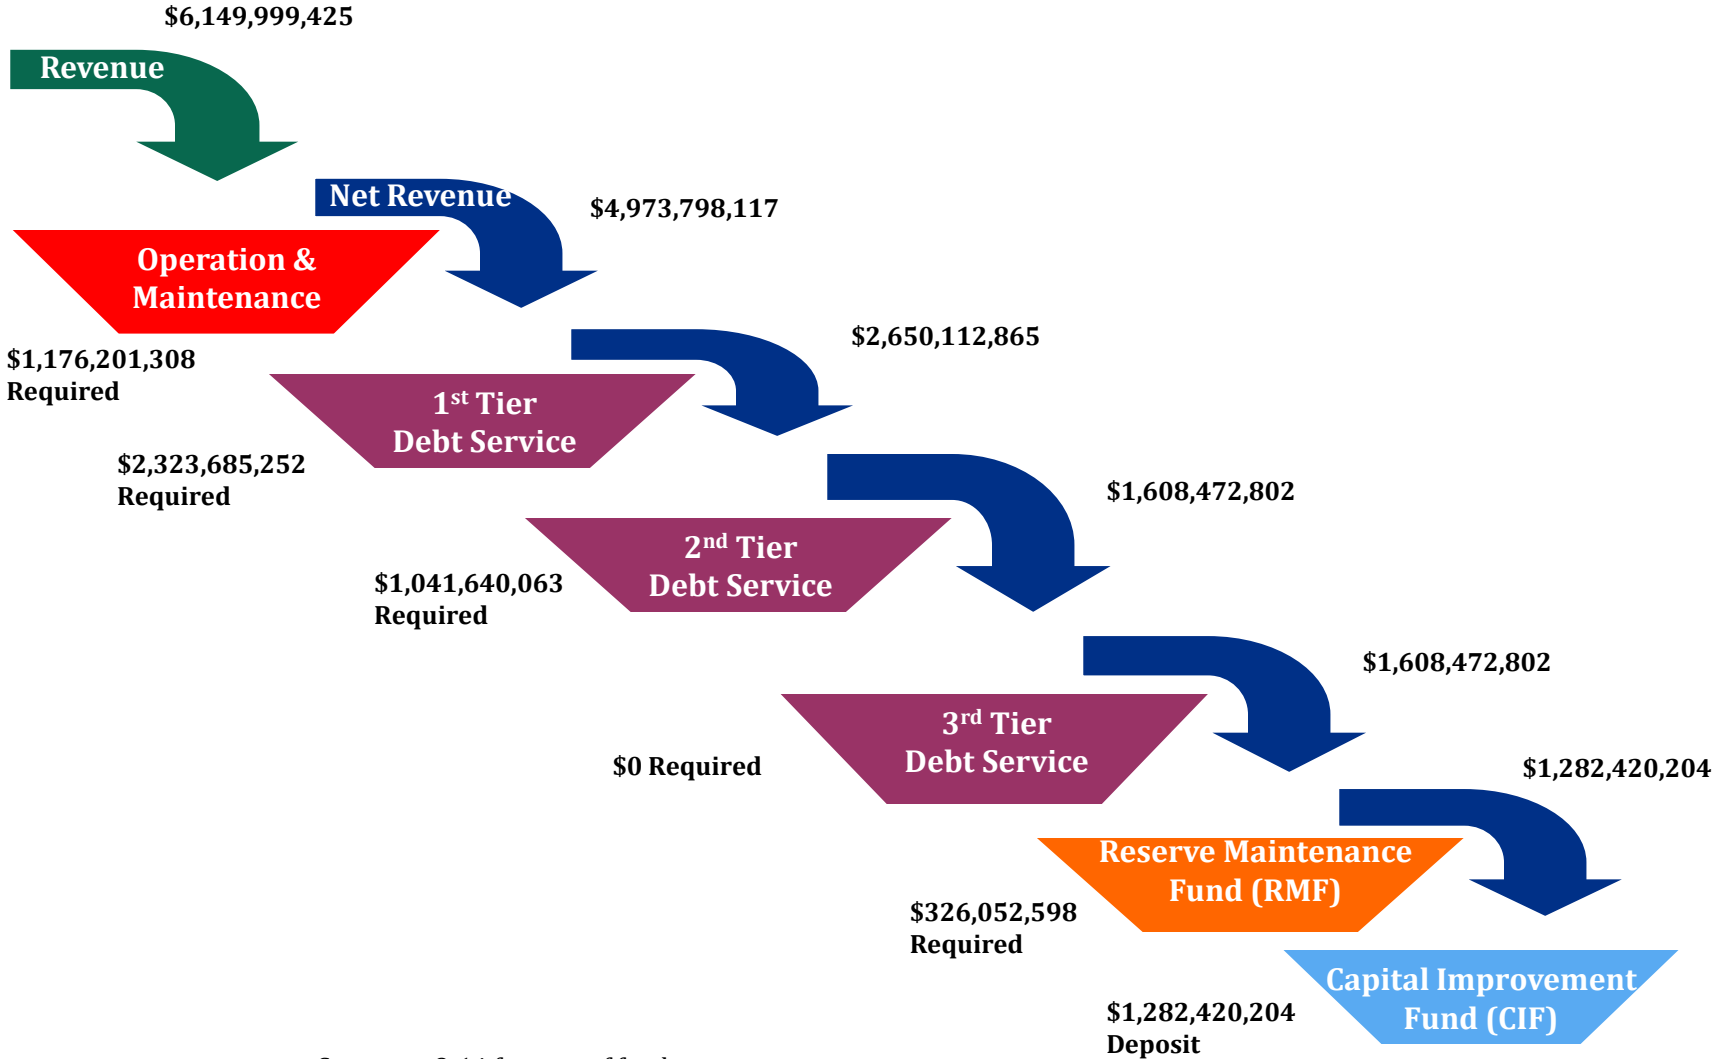 $6,149,999,425
Revenue
Net Revenue
$4,973,798,117
Operation &
Maintenance
$1,176,201,308
Required
$2,650,112,865
1st Tier
Debt Service
$2,323,685,252
Required
$1,608,472,802
2nd Tier
Debt Service
$1,041,640,063
Required
$1,608,472,802
3rd Tier
Debt Service
$0 Required
$1,282,420,204
Reserve Maintenance
Fund (RMF)
$326,052,598
Required
Capital Improvement
Fund (CIF)
$1,282,420,204
Deposit